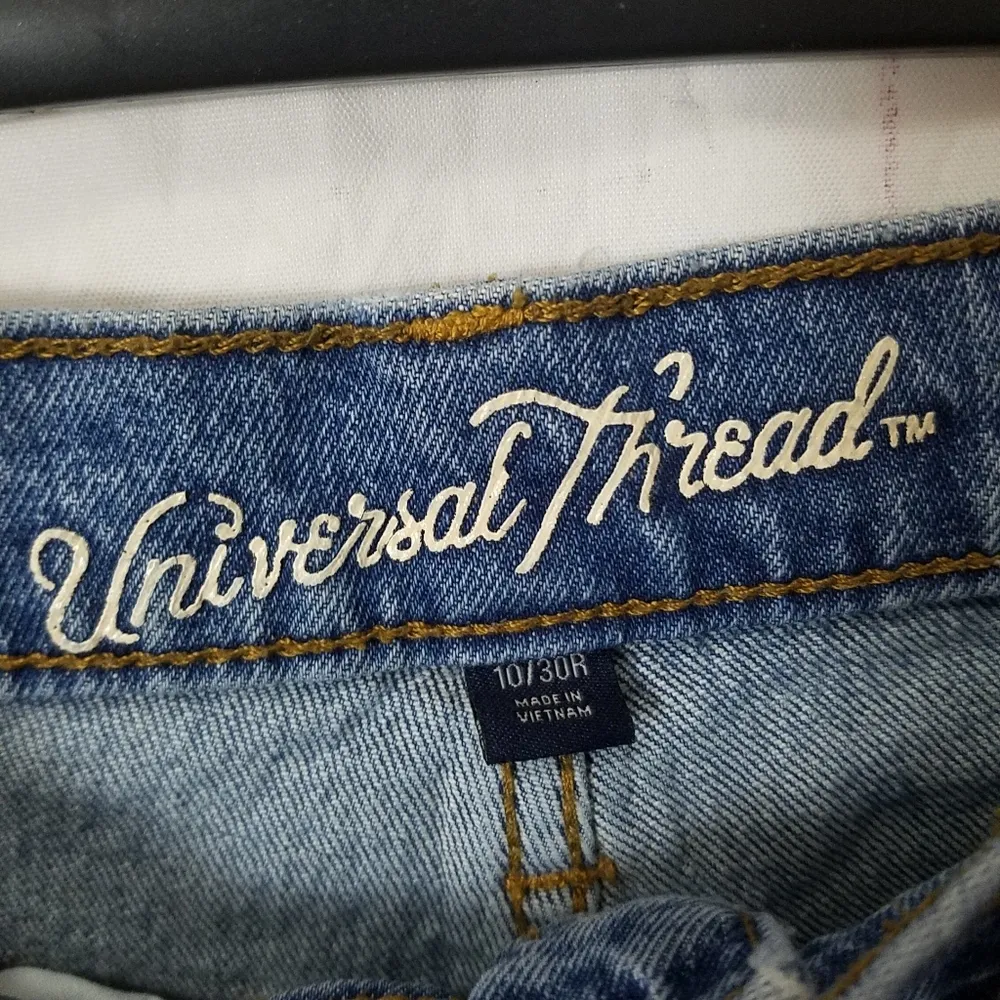 Universal Thread™
10/30R
MADE IN
VIETNAM